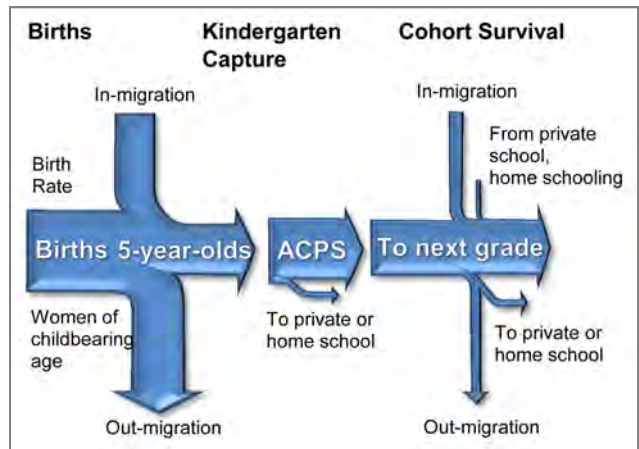 Births
Kindergarten
Capture
Cohort Survival
In-migration
Birth
Rate
Births 5-year-olds
Women of
childbearing
age
Out-migration
ACPS
To private or
home school
In-migration
From private
school,
home schooling
To next grade
To private or
home school
Out-migration